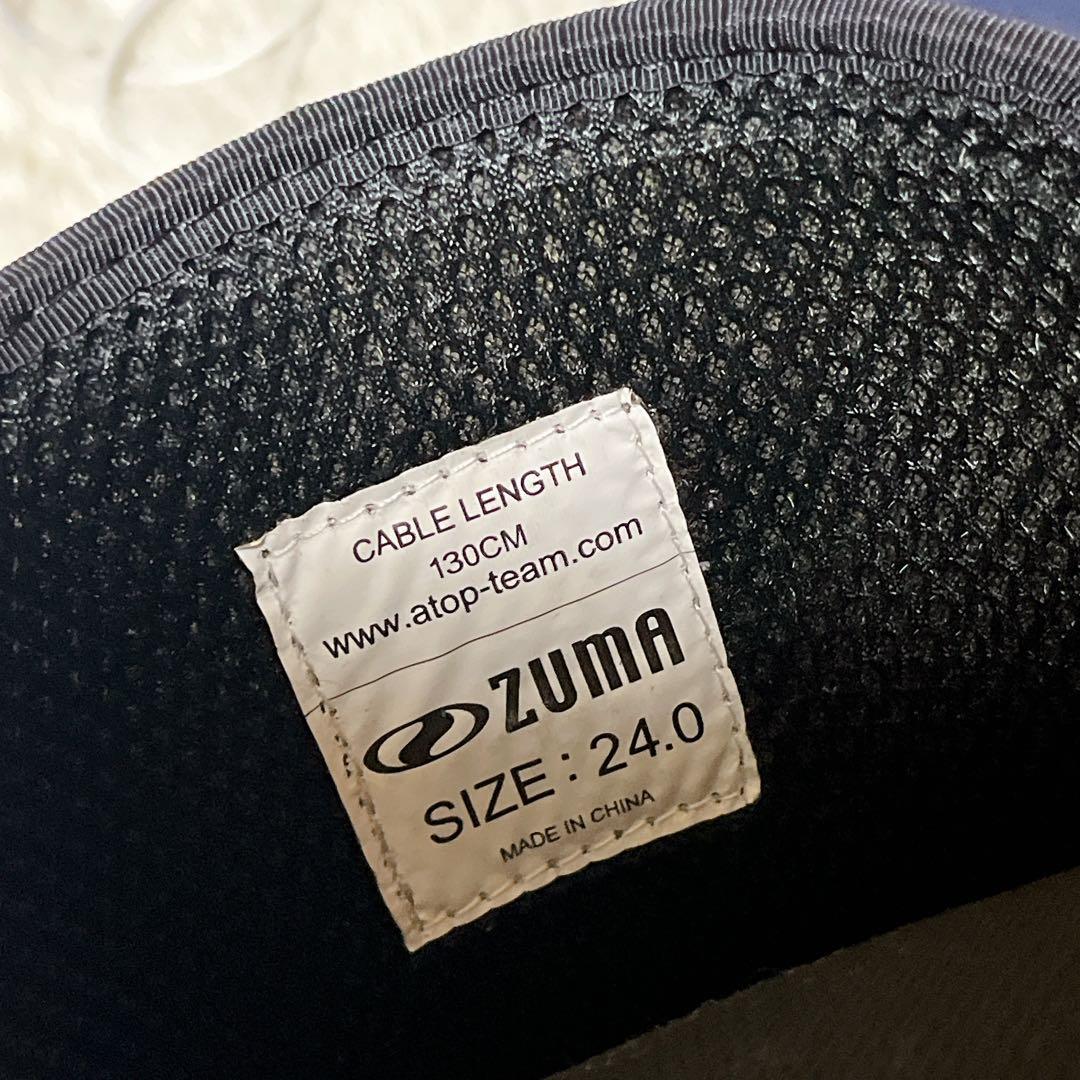 CABLE LENGTH
130CM
www.atop-team.com
ZUMA
SIZE : 24.0
MADE IN CHINA